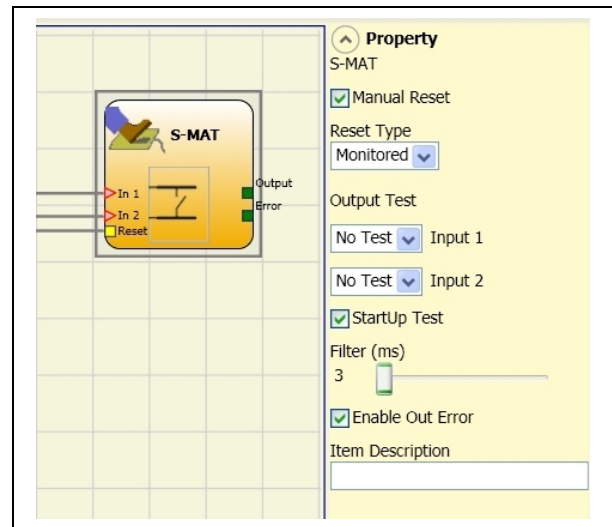 S-MAT
In 1
In 2
Reset
Output
Error
Property
S-MAT
Manual Reset
Reset Type
Monitored
Output Test
No Test Input 1
No Test Input 2
StartUp Test
Filter (ms)
3
Enable Out Error
Item Description